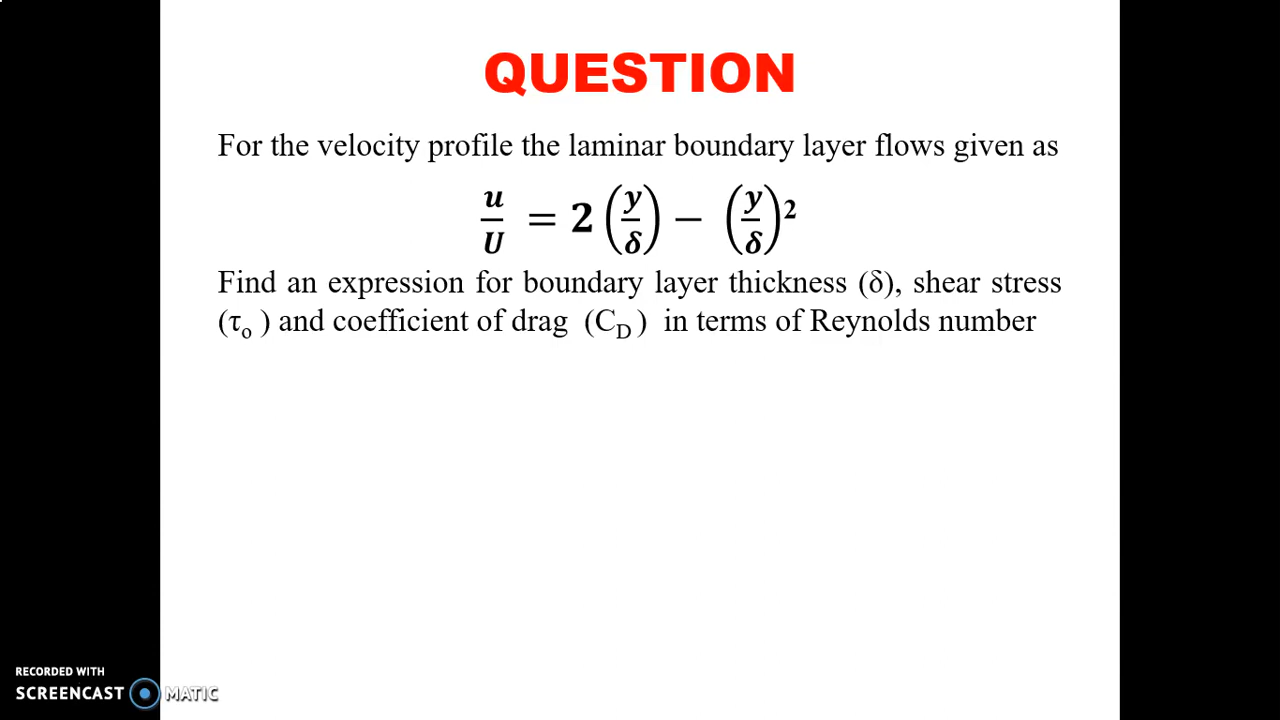 QUESTION
For the velocity profile the laminar boundary layer flows given as
u/U = 2 (y/δ) − (y/δ)²
Find an expression for boundary layer thickness (δ), shear stress
(τₒ ) and coefficient of drag (C_D ) in terms of Reynolds number
RECORDED WITH
SCREENCAST MATIC